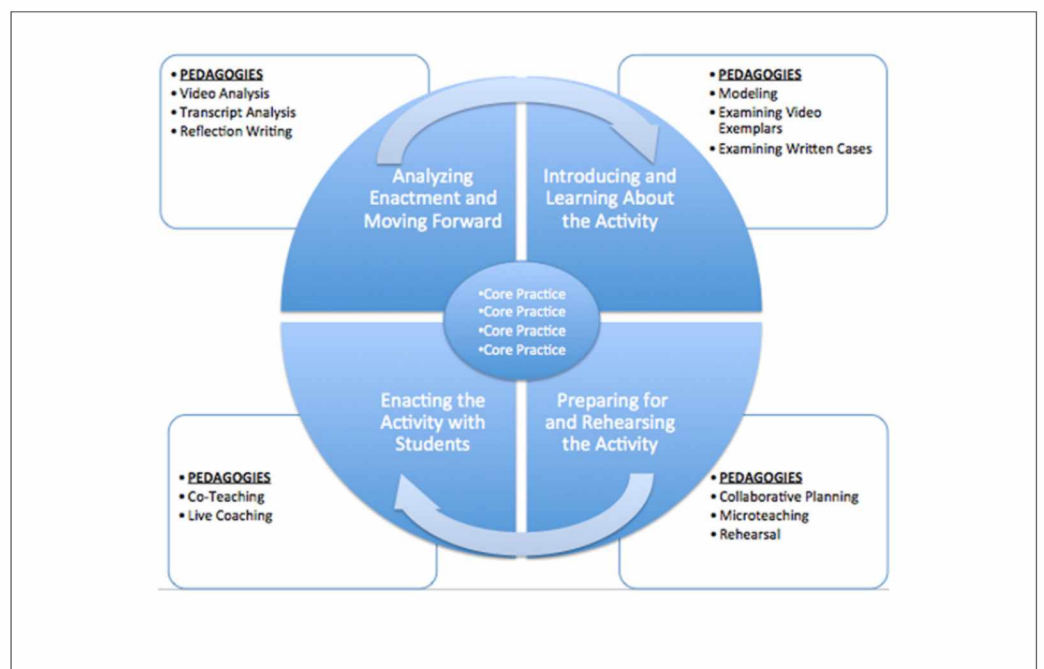 • PEDAGOGIES
• Video Analysis
• Transcript Analysis
• Reflection Writing
• PEDAGOGIES
• Modeling
• Examining Video
Exemplars
• Examining Written Cases
Analyzing
Enactment and
Moving Forward
Introducing and
Learning About
the Activity
•Core Practice
•Core Practice
•Core Practice
•Core Practice
Enacting the
Activity with
Students
Preparing for
and Rehearsing
the Activity
• PEDAGOGIES
• Co-Teaching
• Live Coaching
• PEDAGOGIES
• Collaborative Planning
• Microteaching
• Rehearsal